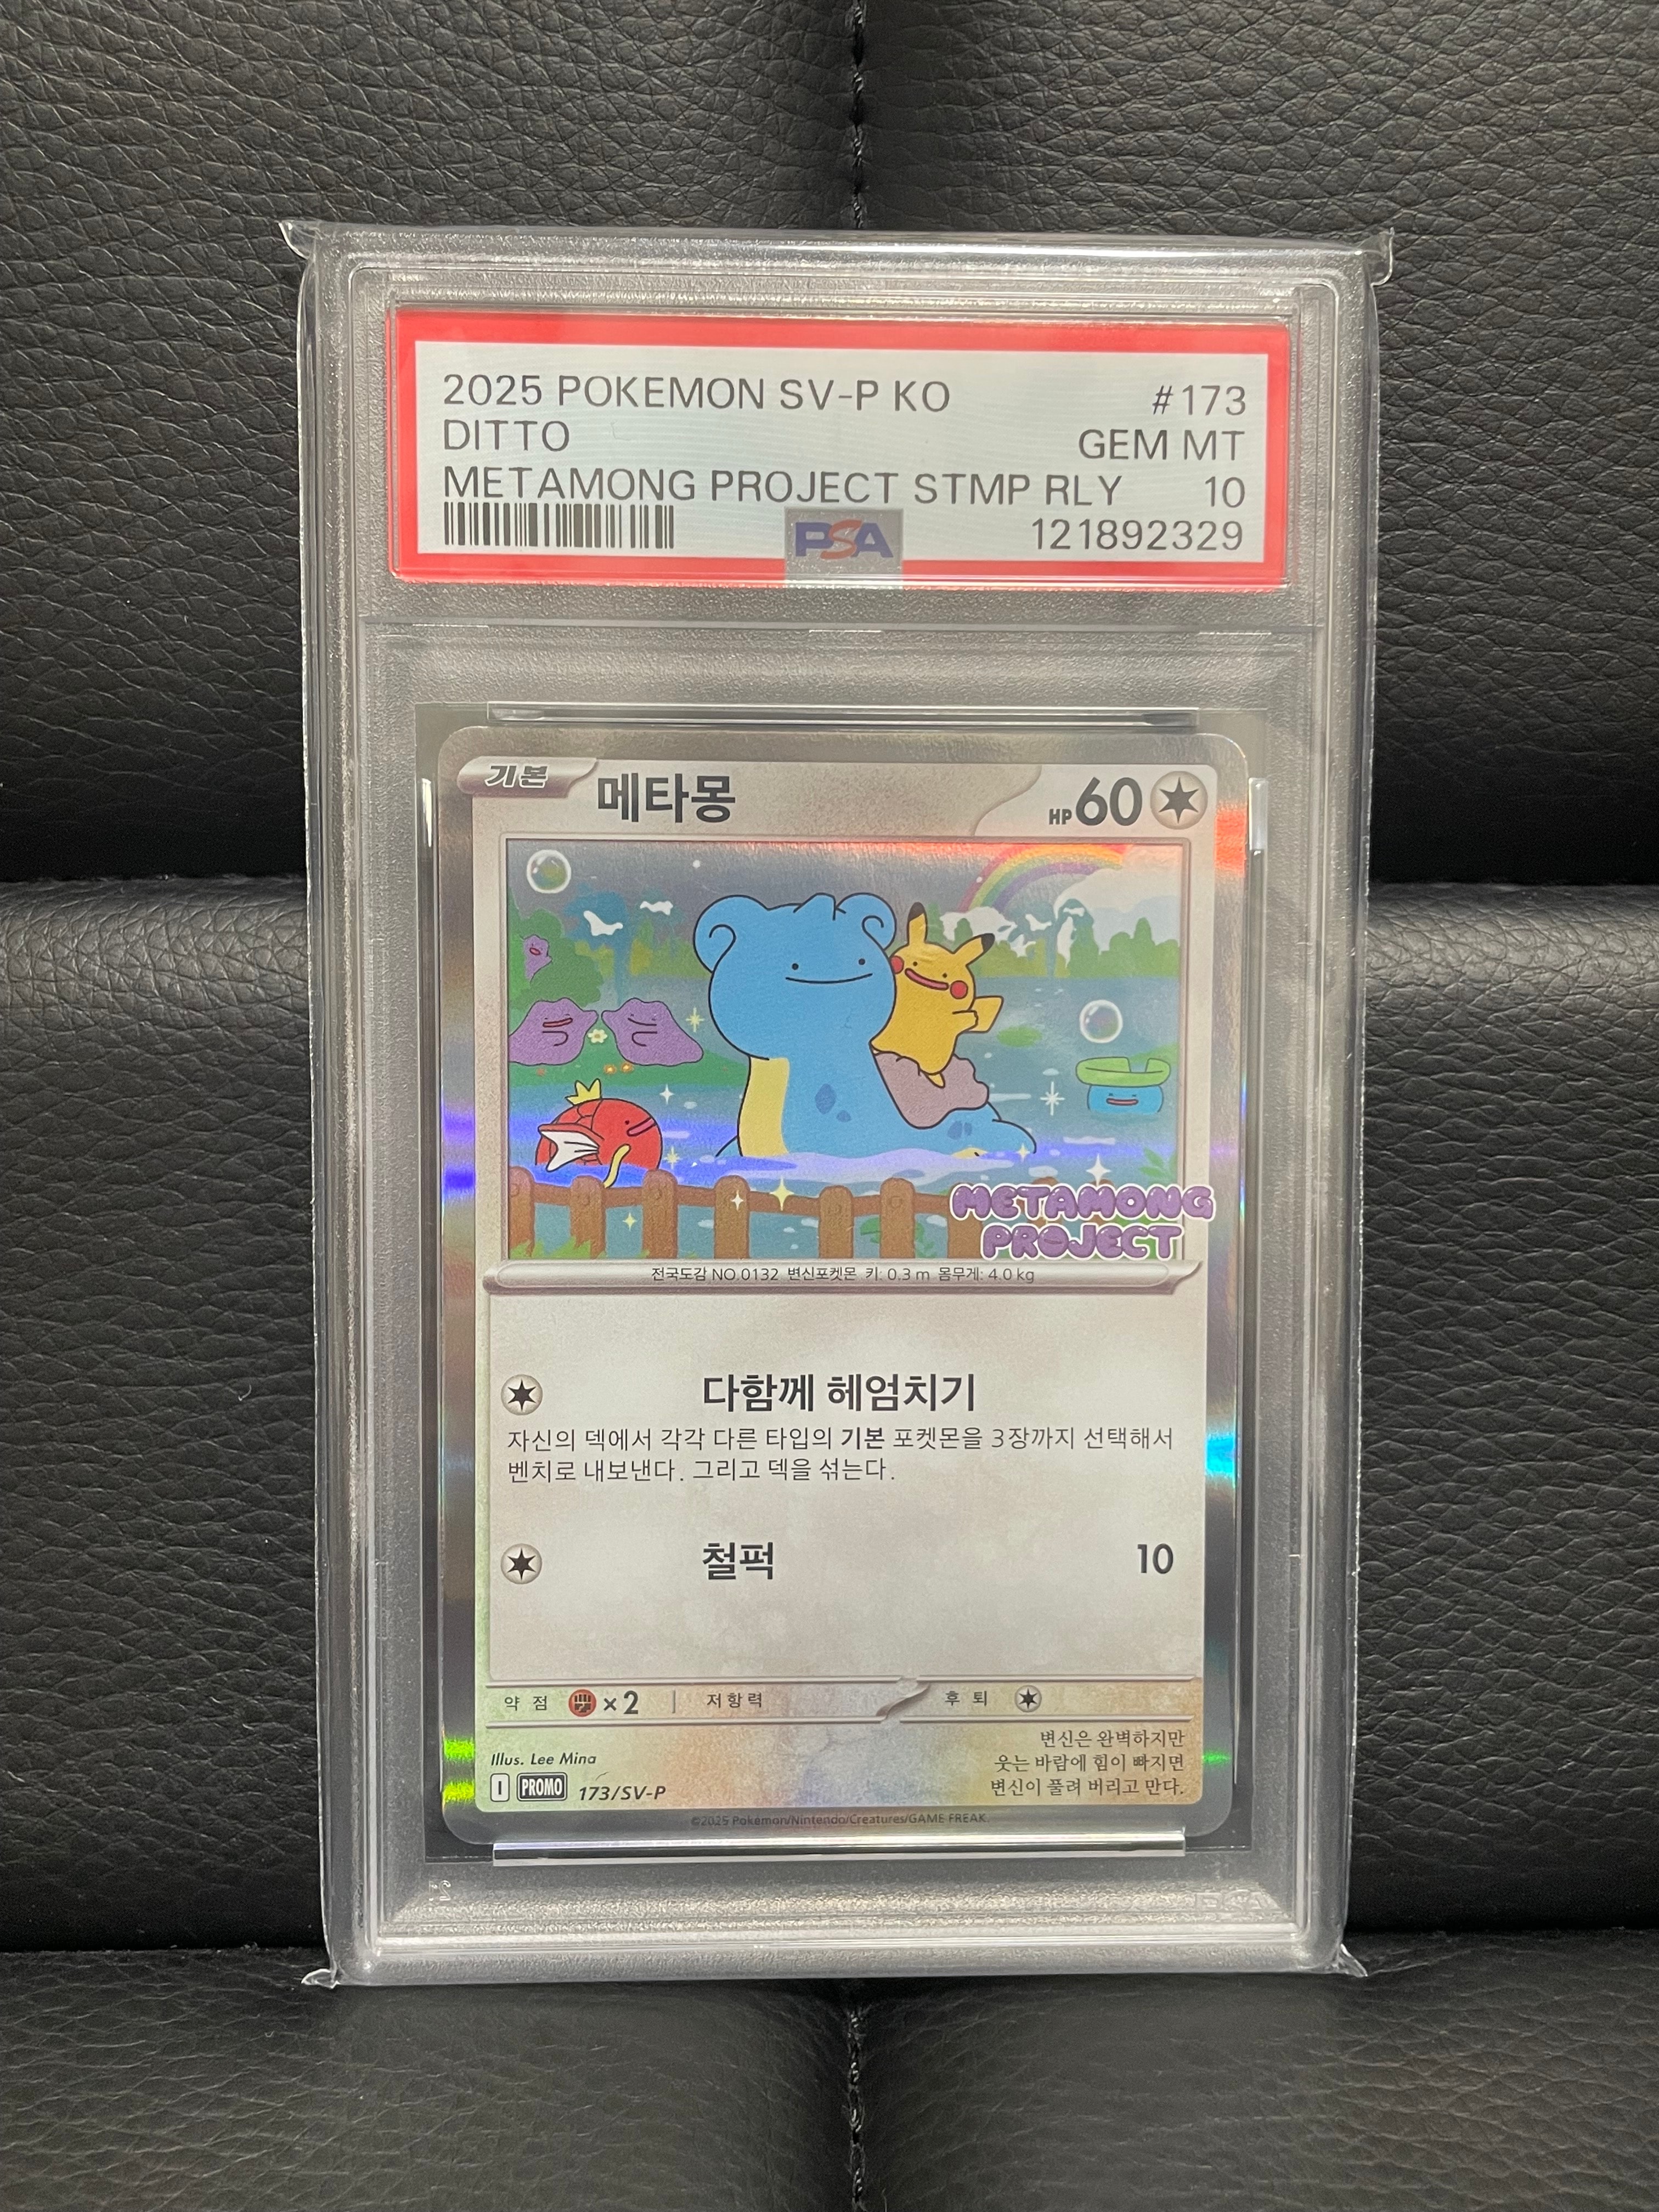 2025 POKEMON SV-P KO #173
DITTO GEM MT
METAMONG PROJECT STMP RLY 10
PSA 121892329
기본 메타몽 HP 60
METAMONG
PROJECT
전국도감 NO.0132 변신포켓몬 키: 0.3 m 몸무게: 4.0 kg
다함께 헤엄치기
자신의 덱에서 각각 다른 타입의 기본 포켓몬을 3장까지 선택해서
벤치로 내보낸다. 그리고 덱을 섞는다.
철퍽 10
약점 ×2 저항력 후퇴
변신은 완벽하지만
웃는 바람에 힘이 빠지면
변신이 풀려 버리고 만다.
Illus. Lee Mina
I PROMO 173/SV-P
©2025 Pokémon/Nintendo/Creatures/GAME FREAK.